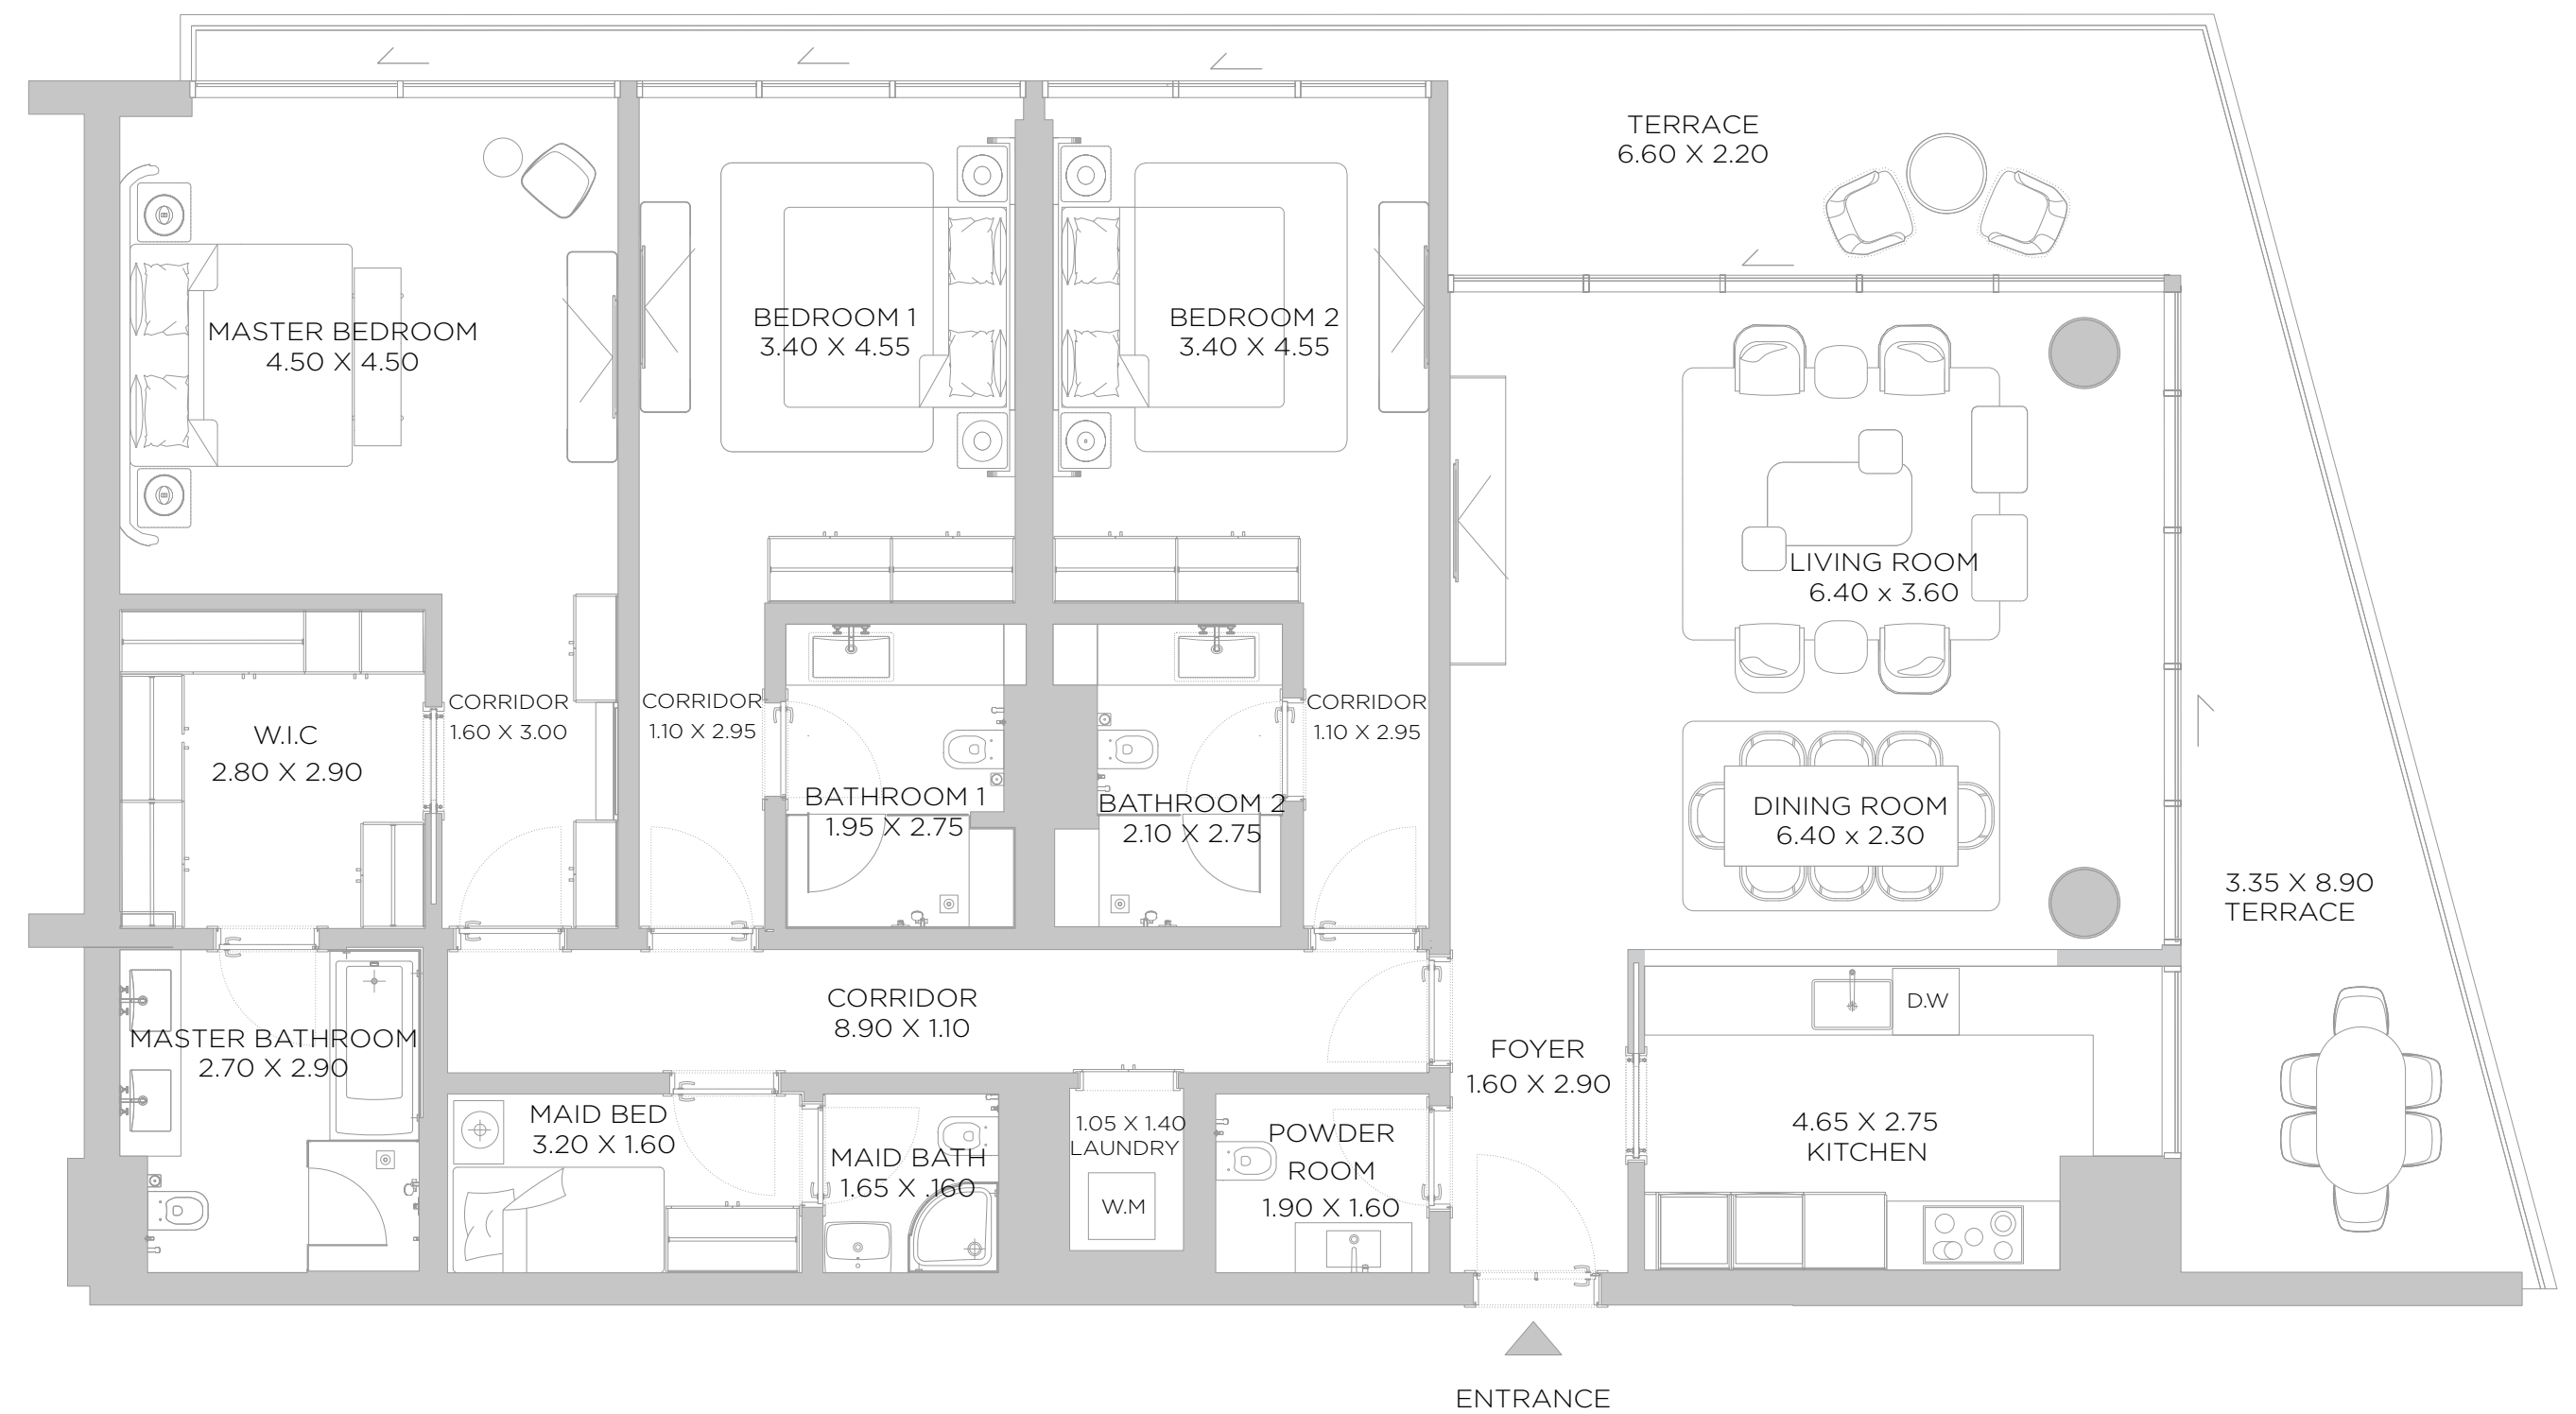 TERRACE
6.60 X 2.20
MASTER BEDROOM
4.50 X 4.50
BEDROOM 1
3.40 X 4.55
BEDROOM 2
3.40 X 4.55
LIVING ROOM
6.40 x 3.60
CORRIDOR
1.60 X 3.00
CORRIDOR
1.10 X 2.95
CORRIDOR
1.10 X 2.95
W.I.C
2.80 X 2.90
BATHROOM 1
1.95 X 2.75
BATHROOM 2
2.10 X 2.75
DINING ROOM
6.40 x 2.30
3.35 X 8.90
TERRACE
CORRIDOR
8.90 X 1.10
D.W
MASTER BATHROOM
2.70 X 2.90
FOYER
1.60 X 2.90
MAID BED
3.20 X 1.60
MAID BATH
1.65 X .160
1.05 X 1.40
LAUNDRY
W.M
POWDER
ROOM
1.90 X 1.60
4.65 X 2.75
KITCHEN
ENTRANCE